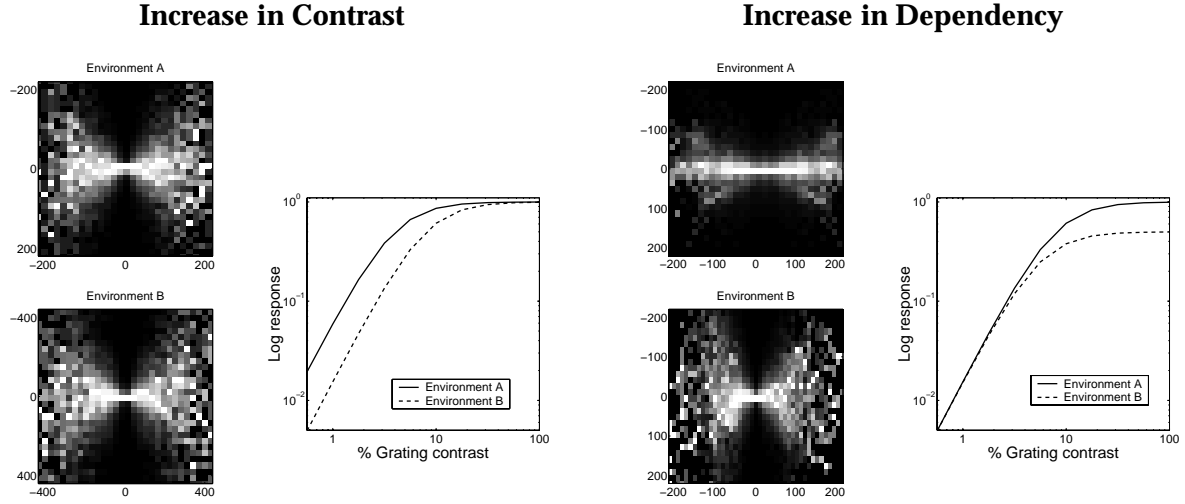 Increase in Contrast
Environment A
−200
0
200
−200 0 200
Environment B
−400
0
400
−400 0 400
Log response
10^0
10^−1
10^−2
Environment A
Environment B
1 10 100
% Grating contrast
Increase in Dependency
Environment A
−200
−100
0
100
200
−200 −100 0 100 200
Environment B
−200
−100
0
100
200
−200 −100 0 100 200
Log response
10^0
10^−1
10^−2
Environment A
Environment B
1 10 100
% Grating contrast